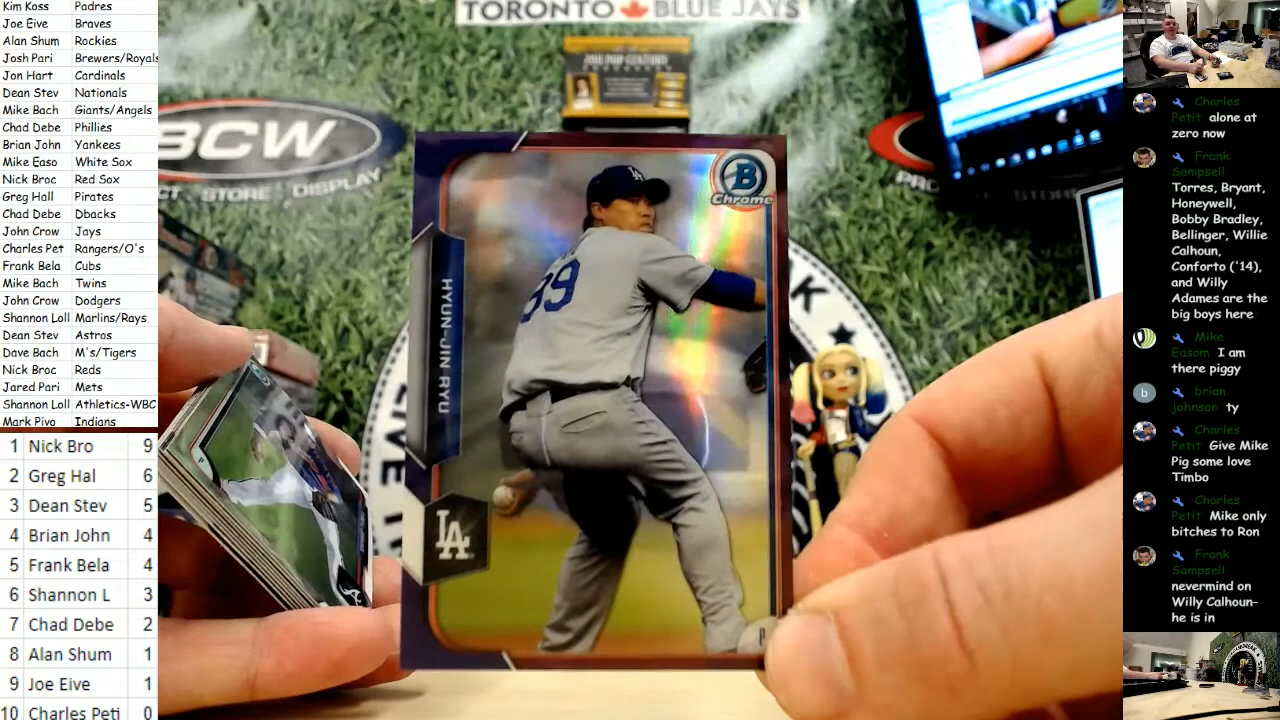 Kim Koss Padres
Joe Eive Braves
Alan Shum Rockies
Josh Pari Brewers/Royals
Jon Hart Cardinals
Dean Stev Nationals
Mike Bach Giants/Angels
Chad Debe Phillies
Brian John Yankees
Mike Easo White Sox
Nick Broc Red Sox
Greg Hall Pirates
Chad Debe Dbacks
John Crow Jays
Charles Pet Rangers/O's
Frank Bela Cubs
Mike Bach Twins
John Crow Dodgers
Shannon Loll Marlins/Rays
Dean Stev Astros
Dave Bach M's/Tigers
Nick Broc Reds
Jared Pari Mets
Shannon Loll Athletics-WBC
Mark Pivo Indians
1 Nick Bro 9
2 Greg Hal 6
3 Dean Stev 5
4 Brian John 4
5 Frank Bela 4
6 Shannon L 3
7 Chad Debe 2
8 Alan Shum 1
9 Joe Eive 1
10 Charles Peti 0
TORONTO BLUE JAYS
BCW
CT - STORE - DISPLAY
PRO
B
Chrome
LA
39
HYUN-JIN RYU
LA
Charles
Petit alone at
zero now
Frank
Sampsell
Torres, Bryant,
Honeywell,
Bobby Bradley,
Bellinger, Willie
Calhoun,
Conforto ('14),
and Willy
Adames are the
big boys here
Mike
Easom I am
there piggy
b
brian
johnson ty
Charles
Petit Give Mike
Pig some love
Timbo
Charles
Petit Mike only
bitches to Ron
Frank
Sampsell
nevermind on
Willy Calhoun-
he is in